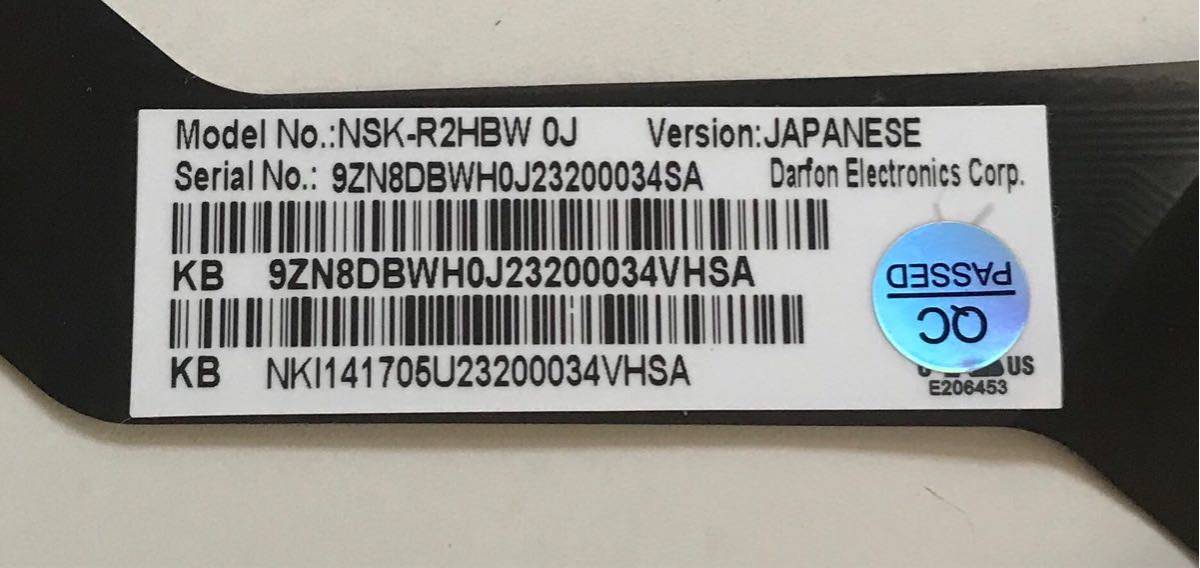 Model No.:NSK-R2HBW 0J Version:JAPANESE
Serial No.: 9ZN8DBWH0J23200034SA Darfon Electronics Corp.
KB 9ZN8DBWH0J23200034VHSA
QC
PASSED
KB NKI141705U23200034VHSA
US
E206453